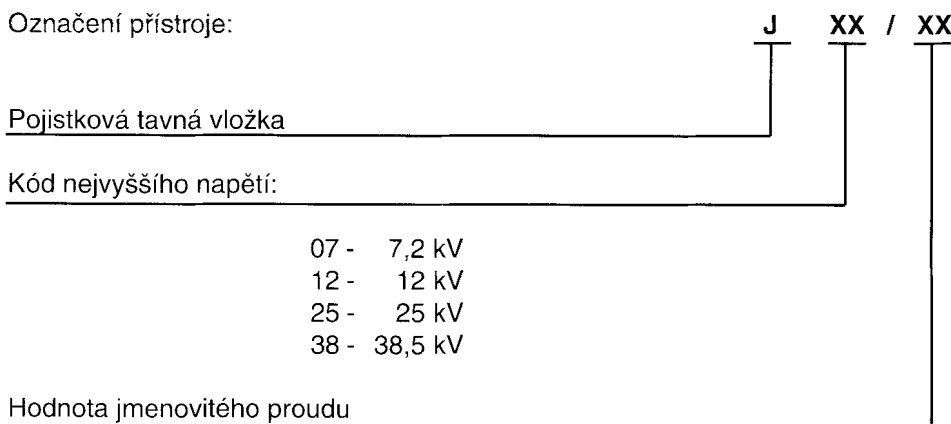 Označení přístroje: J XX / XX
Pojistková tavná vložka
Kód nejvyššího napětí:
07 - 7,2 kV
12 - 12 kV
25 - 25 kV
38 - 38,5 kV
Hodnota jmenovitého proudu